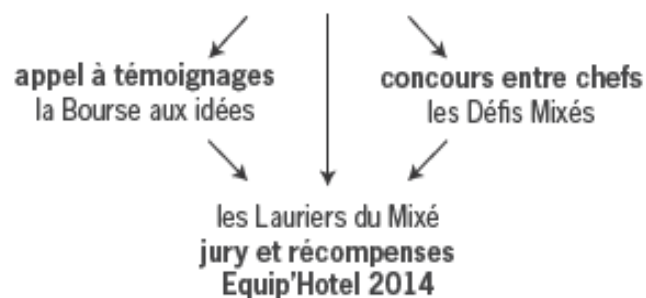 appel à témoignages
la Bourse aux idées
concours entre chefs
les Défis Mixés
les Lauriers du Mixé
jury et récompenses
Equip'Hotel 2014